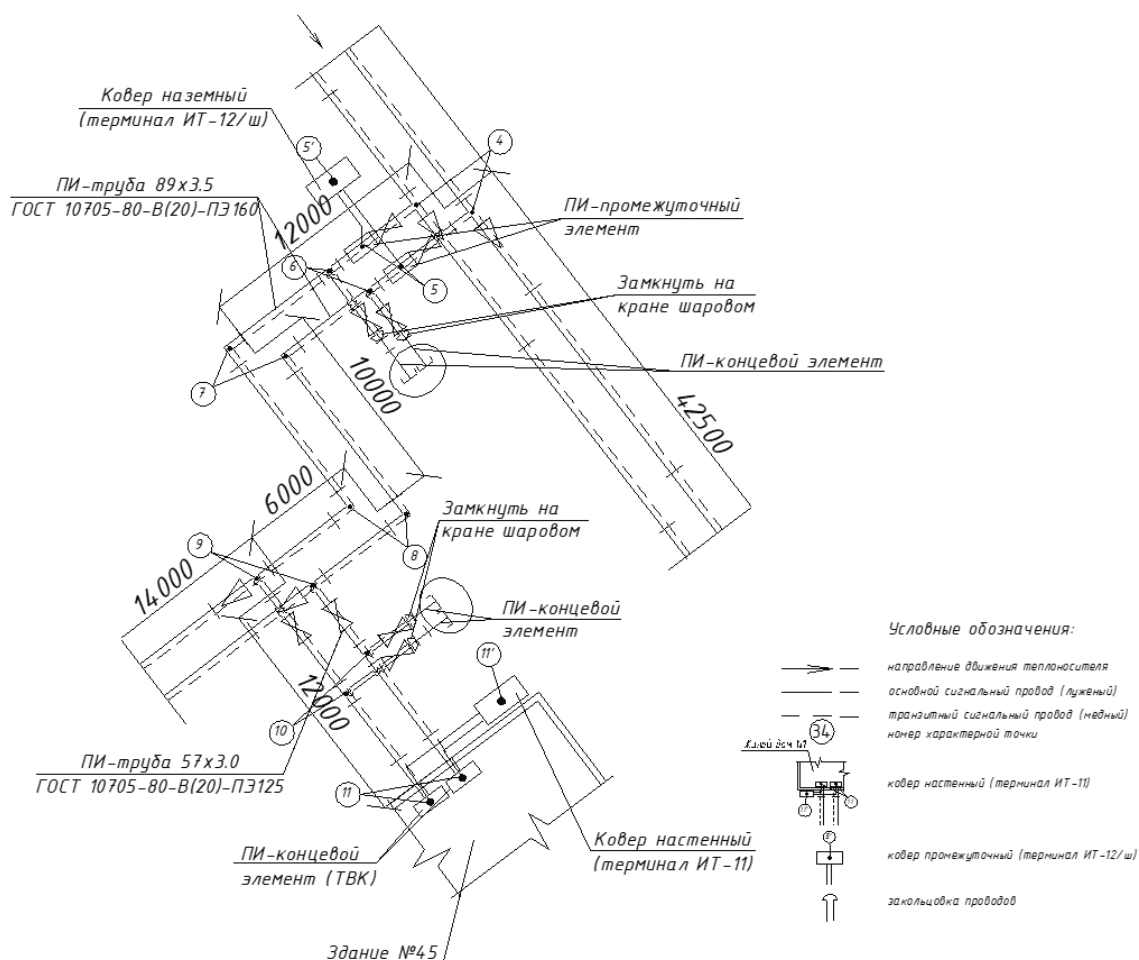 Ковер наземный
(терминал ИТ-12/ш)
5'
4
ПИ-труба 89х3.5
ГОСТ 10705-80-В(20)-ПЭ160
12000
ПИ-промежуточный
элемент
6
5
Замкнуть на
кране шаровом
ПИ-концевой элемент
7
10000
42500
6000
Замкнуть на
кране шаровом
9
8
14000
ПИ-концевой
элемент
11'
12000
10
ПИ-труба 57х3.0
ГОСТ 10705-80-В(20)-ПЭ125
11
ПИ-концевой
элемент (ТВК)
Ковер настенный
(терминал ИТ-11)
Здание №45
Условные обозначения:
направление движения теплоносителя
основной сигнальный провод (луженый)
транзитный сигнальный провод (медный)
34
номер характерной точки
Жилой дом
ковер настенный (терминал ИТ-11)
ковер промежуточный (терминал ИТ-12/ш)
закольцовка проводов